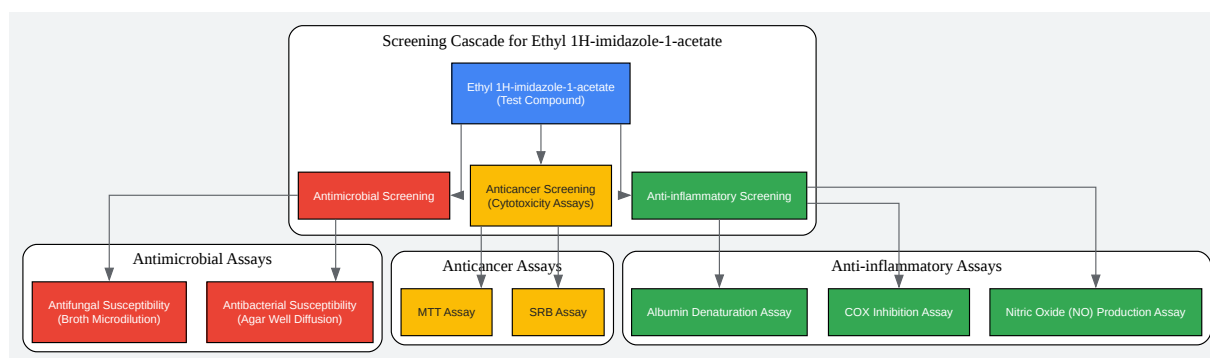 Screening Cascade for Ethyl 1H-imidazole-1-acetate
Ethyl 1H-imidazole-1-acetate
(Test Compound)
Antimicrobial Screening
Anticancer Screening
(Cytotoxicity Assays)
Anti-inflammatory Screening
Antimicrobial Assays
Antifungal Susceptibility
(Broth Microdilution)
Antibacterial Susceptibility
(Agar Well Diffusion)
Anticancer Assays
MTT Assay
SRB Assay
Anti-inflammatory Assays
Albumin Denaturation Assay
COX Inhibition Assay
Nitric Oxide (NO) Production Assay